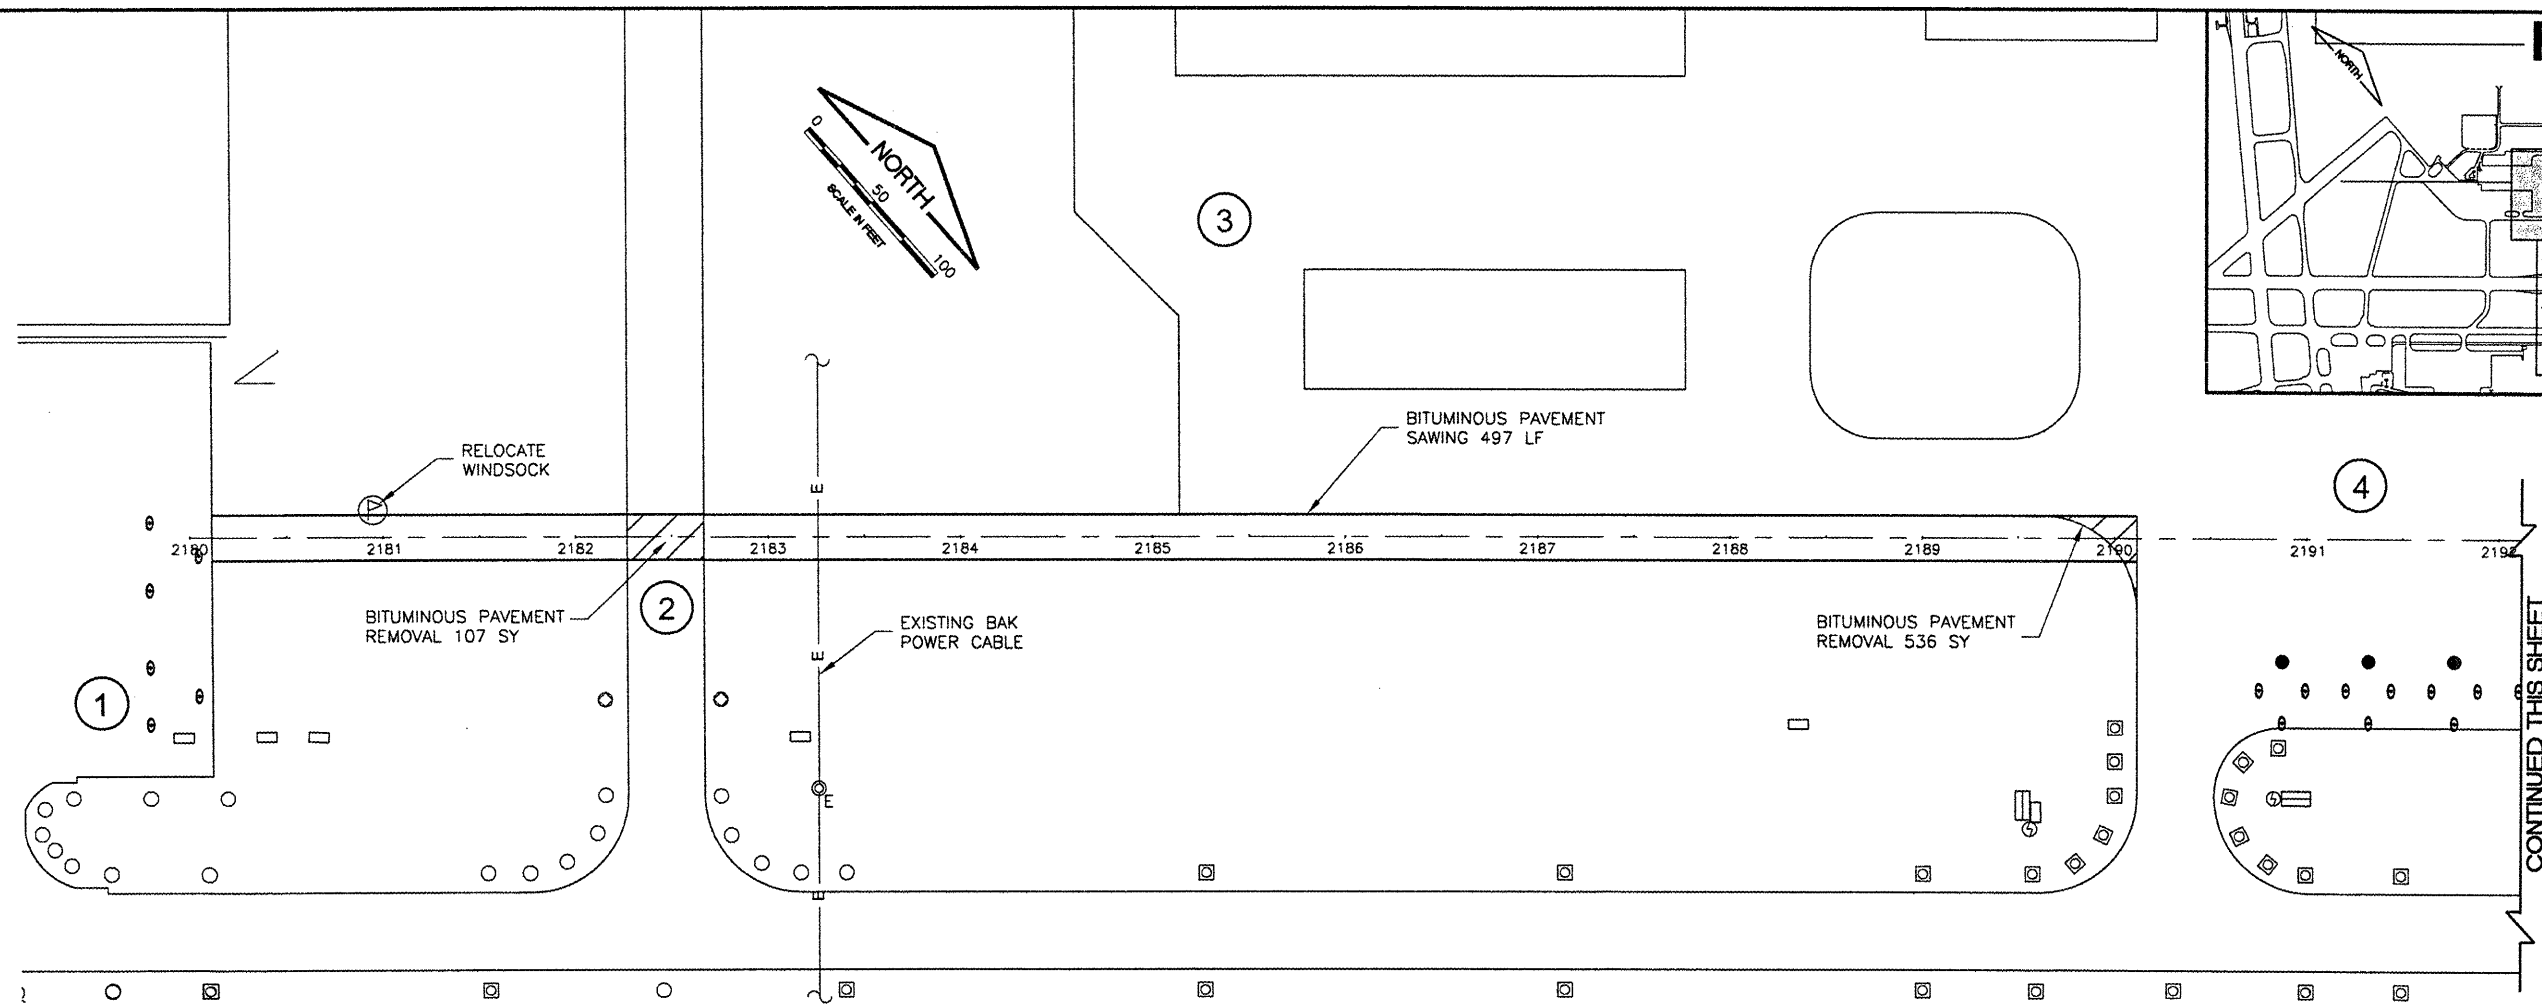 0
NORTH
50
SCALE IN FEET
100
3
NORTH
RELOCATE
WINDSOCK
BITUMINOUS PAVEMENT
SAWING 497 LF
4
E
2180
2181
2182
2183
2184
2185
2186
2187
2188
2189
2190
2191
2192
BITUMINOUS PAVEMENT
REMOVAL 107 SY
2
EXISTING BAK
POWER CABLE
BITUMINOUS PAVEMENT
REMOVAL 536 SY
E
1
E
E
CONTINUED THIS SHEET